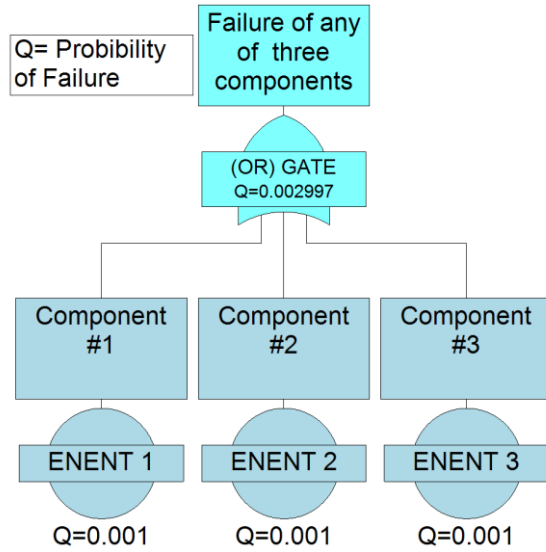 Q= Probibility
of Failure
Failure of any
of three
components
(OR) GATE
Q=0.002997
Component
#1
Component
#2
Component
#3
ENENT 1
ENENT 2
ENENT 3
Q=0.001
Q=0.001
Q=0.001